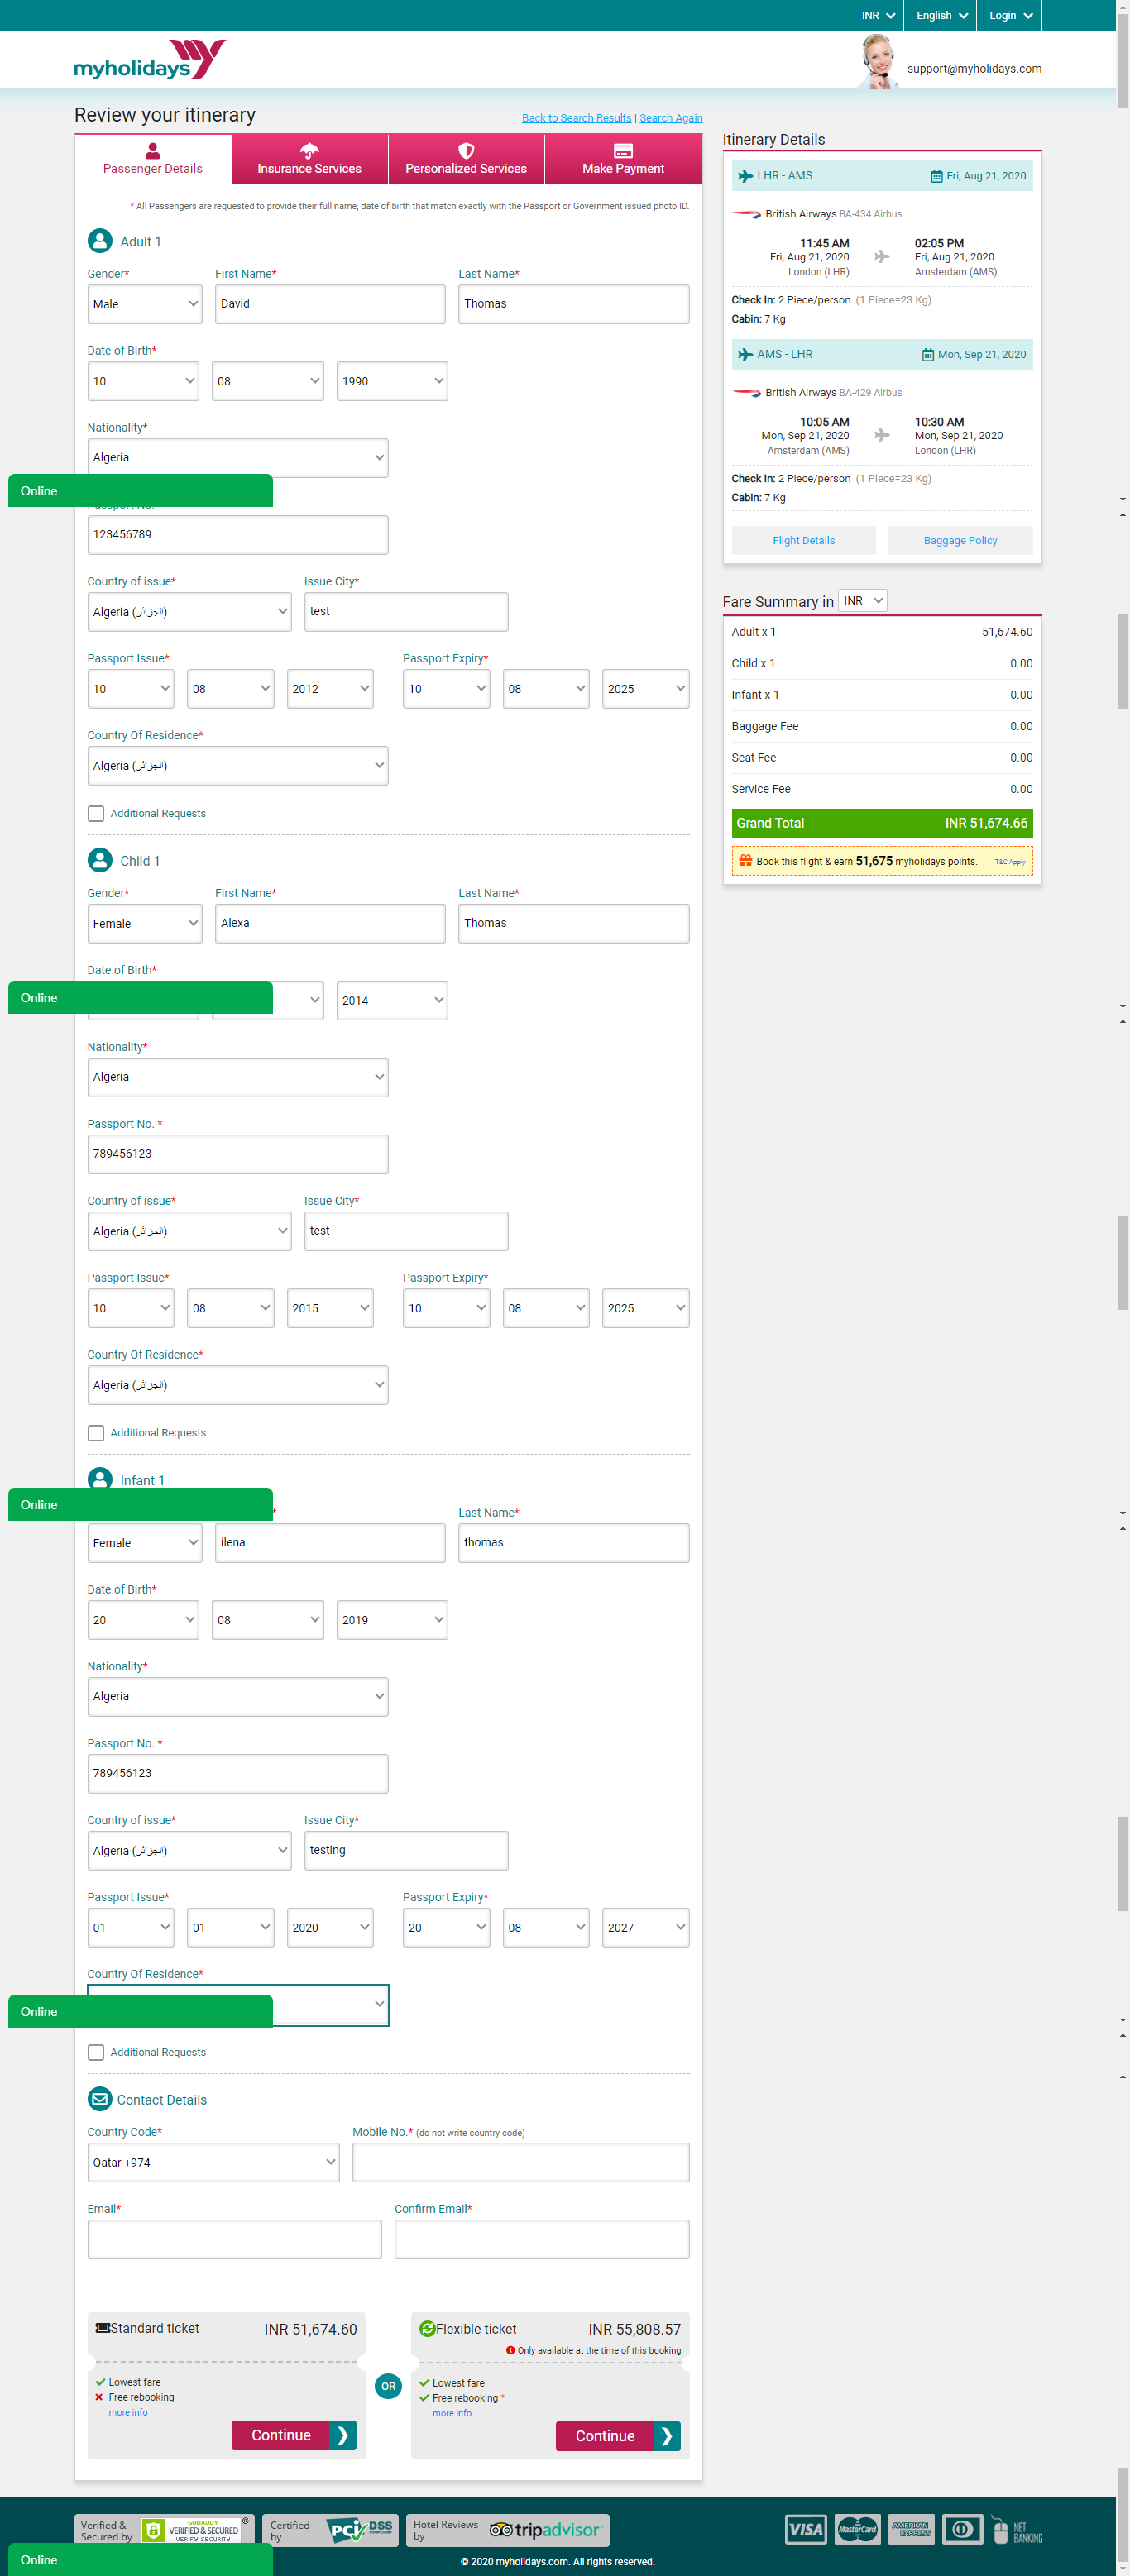 INR English Login
myholidays
support@myholidays.com
Review your itinerary
Back to Search Results | Search Again
Passenger Details Insurance Services Personalized Services Make Payment
* All Passengers are requested to provide their full name, date of birth that match exactly with the Passport or Government issued photo ID.
Adult 1
Gender* First Name* Last Name*
Male David Thomas
Date of Birth*
10 08 1990
Nationality*
Algeria
Online
123456789
Country of issue* Issue City*
Algeria (الجزائر) test
Passport Issue* Passport Expiry*
10 08 2012 10 08 2025
Country Of Residence*
Algeria (الجزائر)
Additional Requests
Child 1
Gender* First Name* Last Name*
Female Alexa Thomas
Date of Birth*
Online 2014
Nationality*
Algeria
Passport No. *
789456123
Country of issue* Issue City*
Algeria (الجزائر) test
Passport Issue* Passport Expiry*
10 08 2015 10 08 2025
Country Of Residence*
Algeria (الجزائر)
Additional Requests
Infant 1
Online
* Last Name*
Female ilena thomas
Date of Birth*
20 08 2019
Nationality*
Algeria
Passport No. *
789456123
Country of issue* Issue City*
Algeria (الجزائر) testing
Passport Issue* Passport Expiry*
01 01 2020 20 08 2027
Country Of Residence*
Online
Additional Requests
Contact Details
Country Code* Mobile No.* (do not write country code)
Qatar +974
Email* Confirm Email*
Standard ticket INR 51,674.60
Lowest fare
Free rebooking
more info
Continue
OR
Flexible ticket INR 55,808.57
Only available at the time of this booking
Lowest fare
Free rebooking *
more info
Continue
Itinerary Details
LHR - AMS Fri, Aug 21, 2020
British Airways BA-434 Airbus
11:45 AM 02:05 PM
Fri, Aug 21, 2020 Fri, Aug 21, 2020
London (LHR) Amsterdam (AMS)
Check In: 2 Piece/person (1 Piece=23 Kg)
Cabin: 7 Kg
AMS - LHR Mon, Sep 21, 2020
British Airways BA-429 Airbus
10:05 AM 10:30 AM
Mon, Sep 21, 2020 Mon, Sep 21, 2020
Amsterdam (AMS) London (LHR)
Check In: 2 Piece/person (1 Piece=23 Kg)
Cabin: 7 Kg
Flight Details Baggage Policy
Fare Summary in INR
Adult x 1 51,674.60
Child x 1 0.00
Infant x 1 0.00
Baggage Fee 0.00
Seat Fee 0.00
Service Fee 0.00
Grand Total INR 51,674.66
Book this flight & earn 51,675 myholidays points. T&C Apply
Verified & Secured by
GODADDY
VERIFIED & SECURED
VERIFY SECURITY
Certified by
PCI DSS
COMPLIANT
Hotel Reviews by
tripadvisor
VISA MasterCard AMERICAN EXPRESS NET BANKING
Online
© 2020 myholidays.com. All rights reserved.